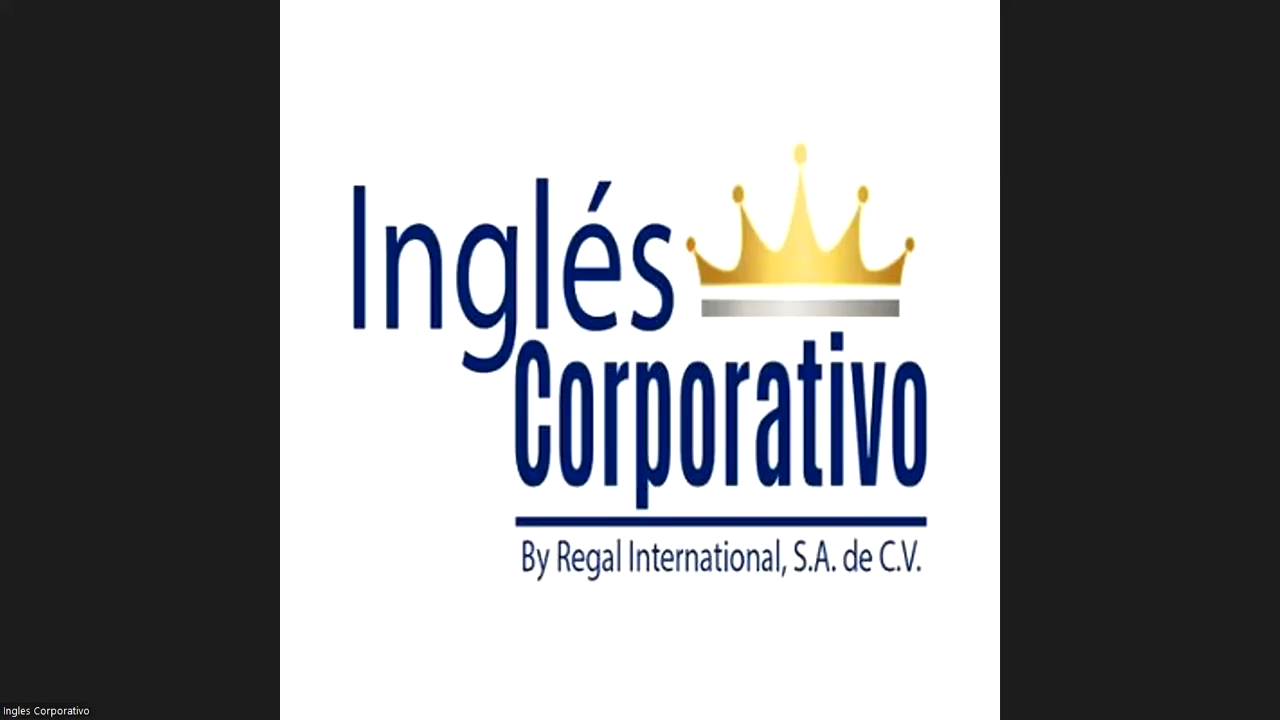 Inglés
Corporativo
By Regal International, S.A. de C.V.
Ingles Corporativo